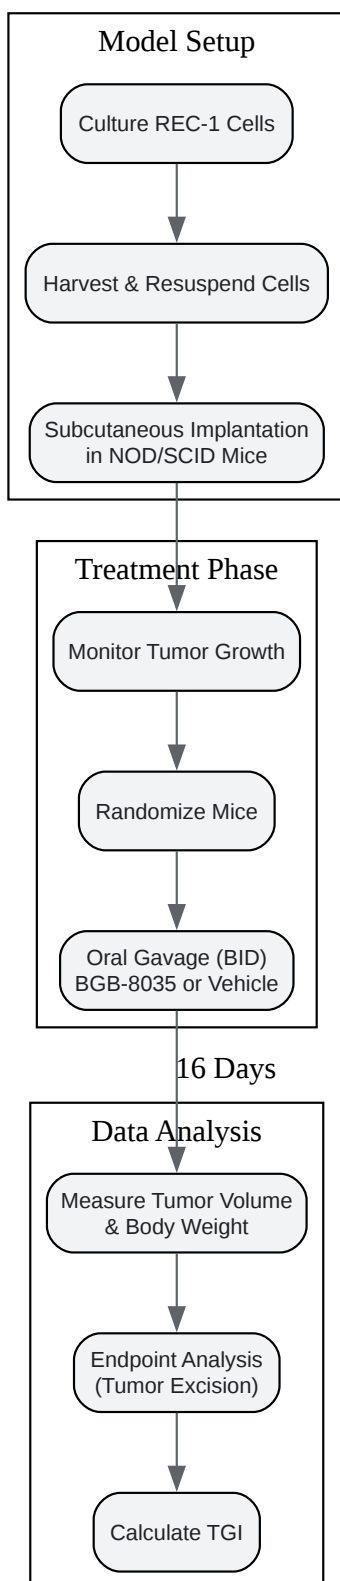 Model Setup
Culture REC-1 Cells
Harvest & Resuspend Cells
Subcutaneous Implantation
in NOD/SCID Mice
Treatment Phase
Monitor Tumor Growth
Randomize Mice
Oral Gavage (BID)
BGB-8035 or Vehicle
16 Days
Data Analysis
Measure Tumor Volume
& Body Weight
Endpoint Analysis
(Tumor Excision)
Calculate TGI